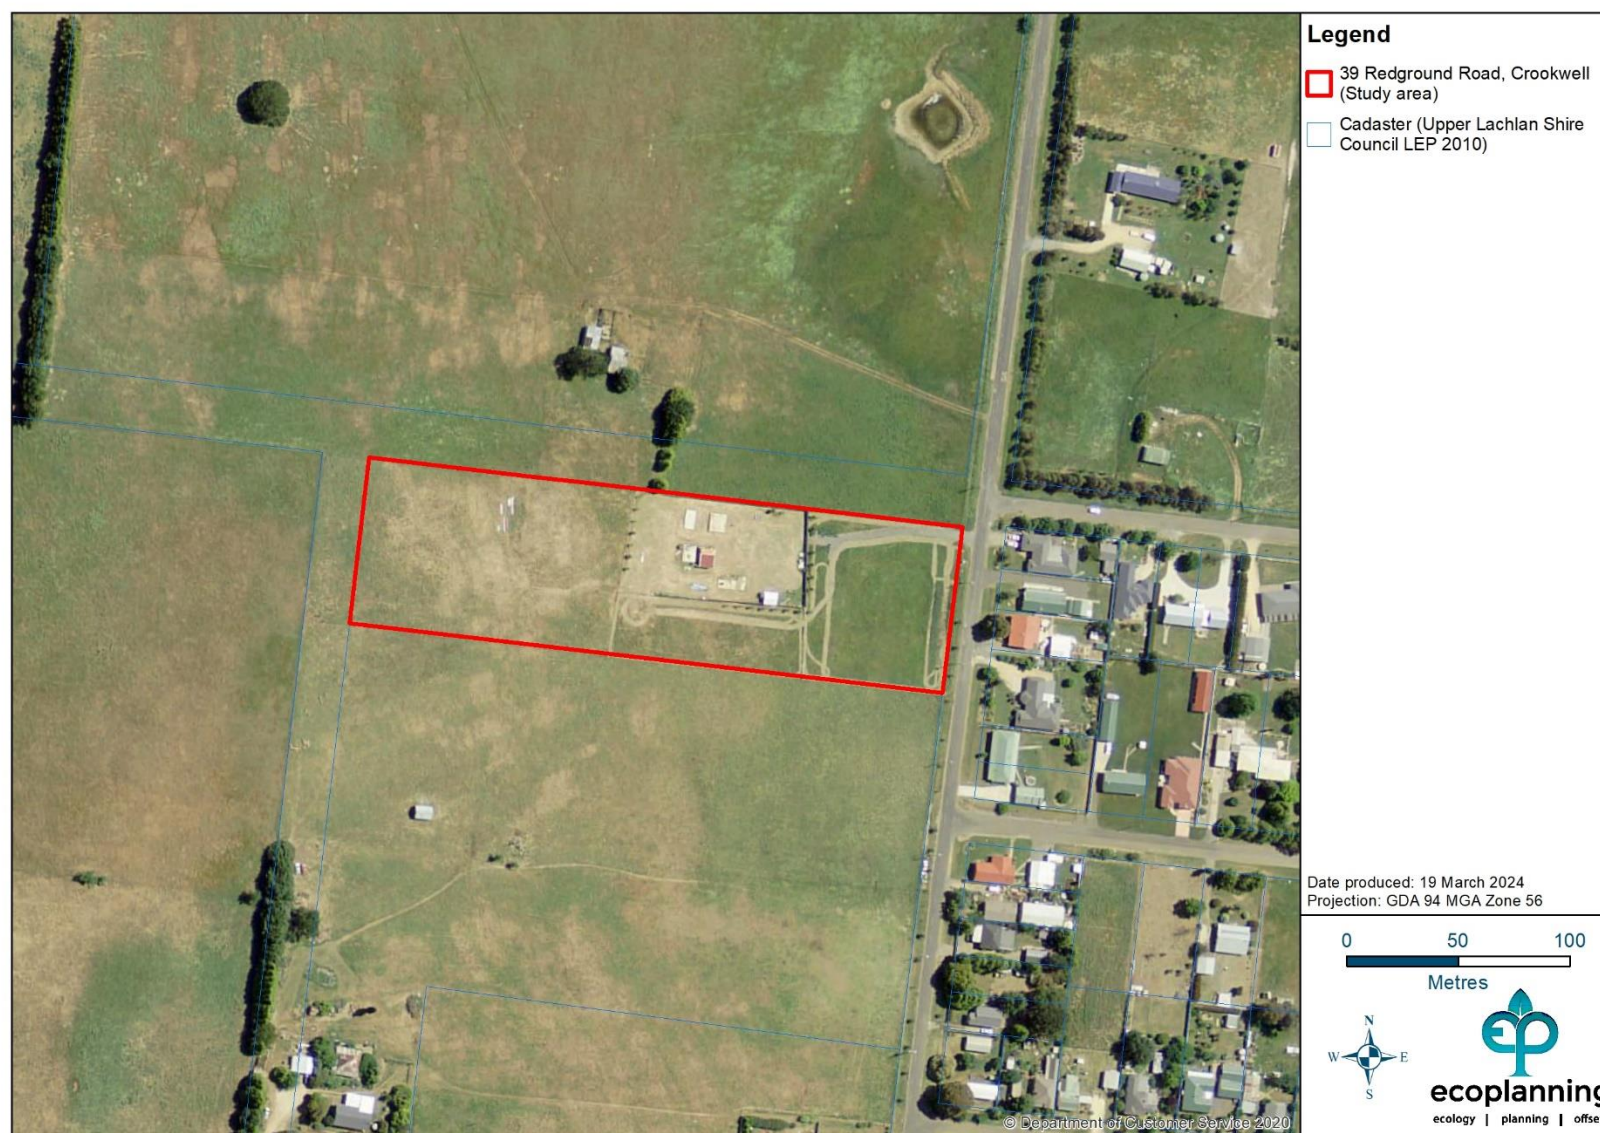 Legend
39 Redground Road, Crookwell
(Study area)
Cadaster (Upper Lachlan Shire
Council LEP 2010)
Date produced: 19 March 2024
Projection: GDA 94 MGA Zone 56
0 50 100
Metres
N
W E
S
ep
ecoplanning
ecology | planning | offse
© Department of Customer Service 2020